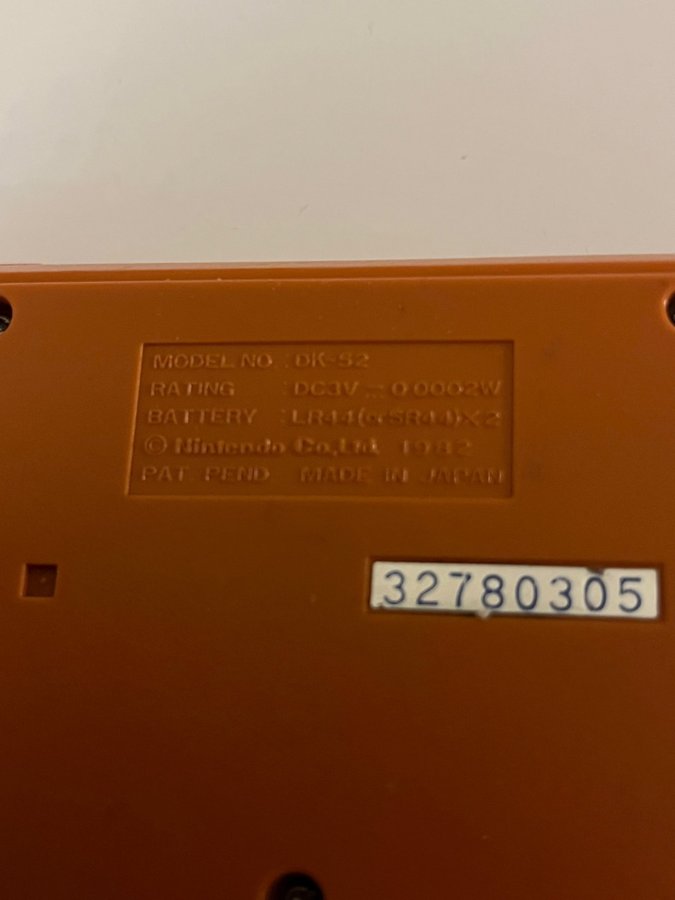 MODEL NO. : DK-52
RATING : DC3V ⎓ 0.0002W
BATTERY : LR44(or SR44)×2
© Nintendo Co.,Ltd. 1982
PAT. PEND. MADE IN JAPAN
32780305